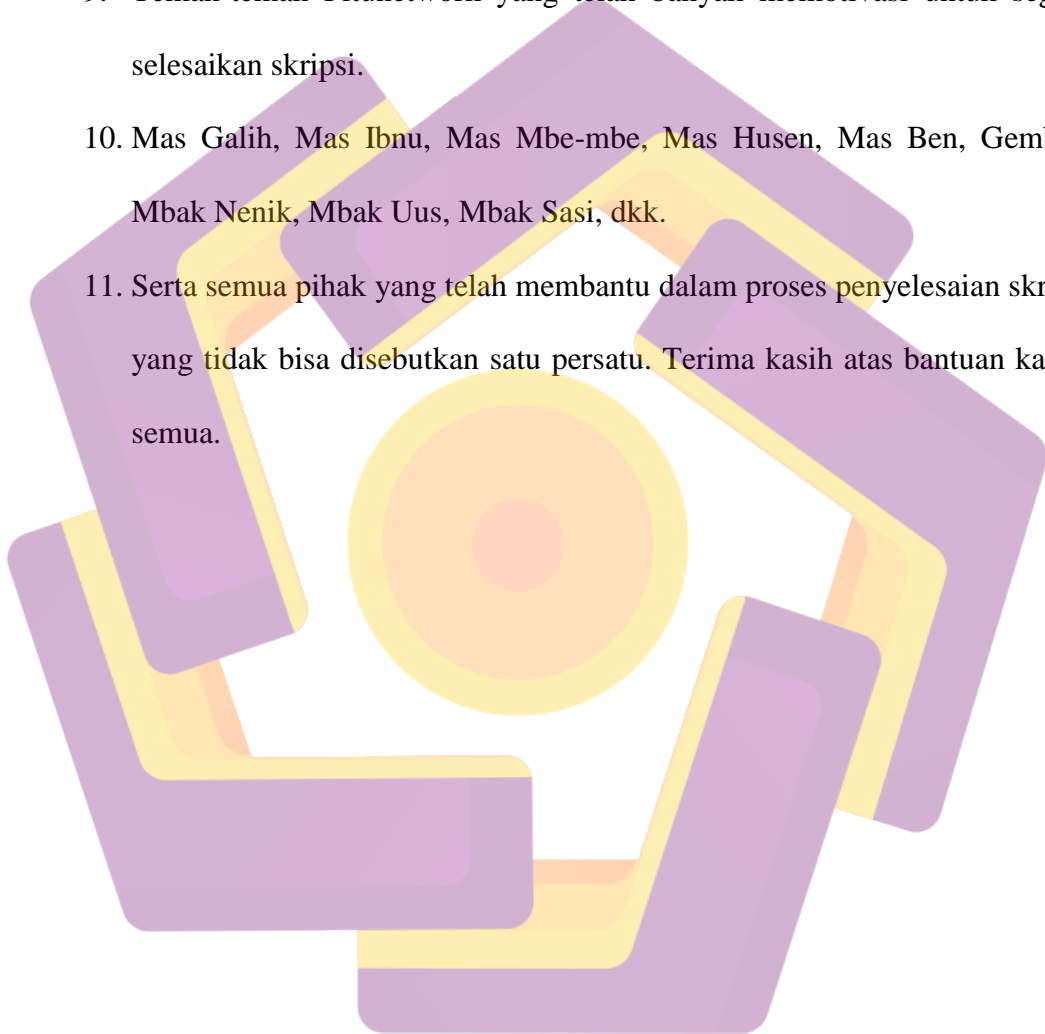 selesaikan skripsi.
10. Mas Galih, Mas Ibnu, Mas Mbe-mbe, Mas Husen, Mas Ben,
Mbak Nenik, Mbak Uus, Mbak Sasi, dkk.
11. Serta semua pihak yang telah membantu dalam proses penyelesaian
yang tidak bisa disebutkan satu persatu. Terima kasih atas bantuan
semua.